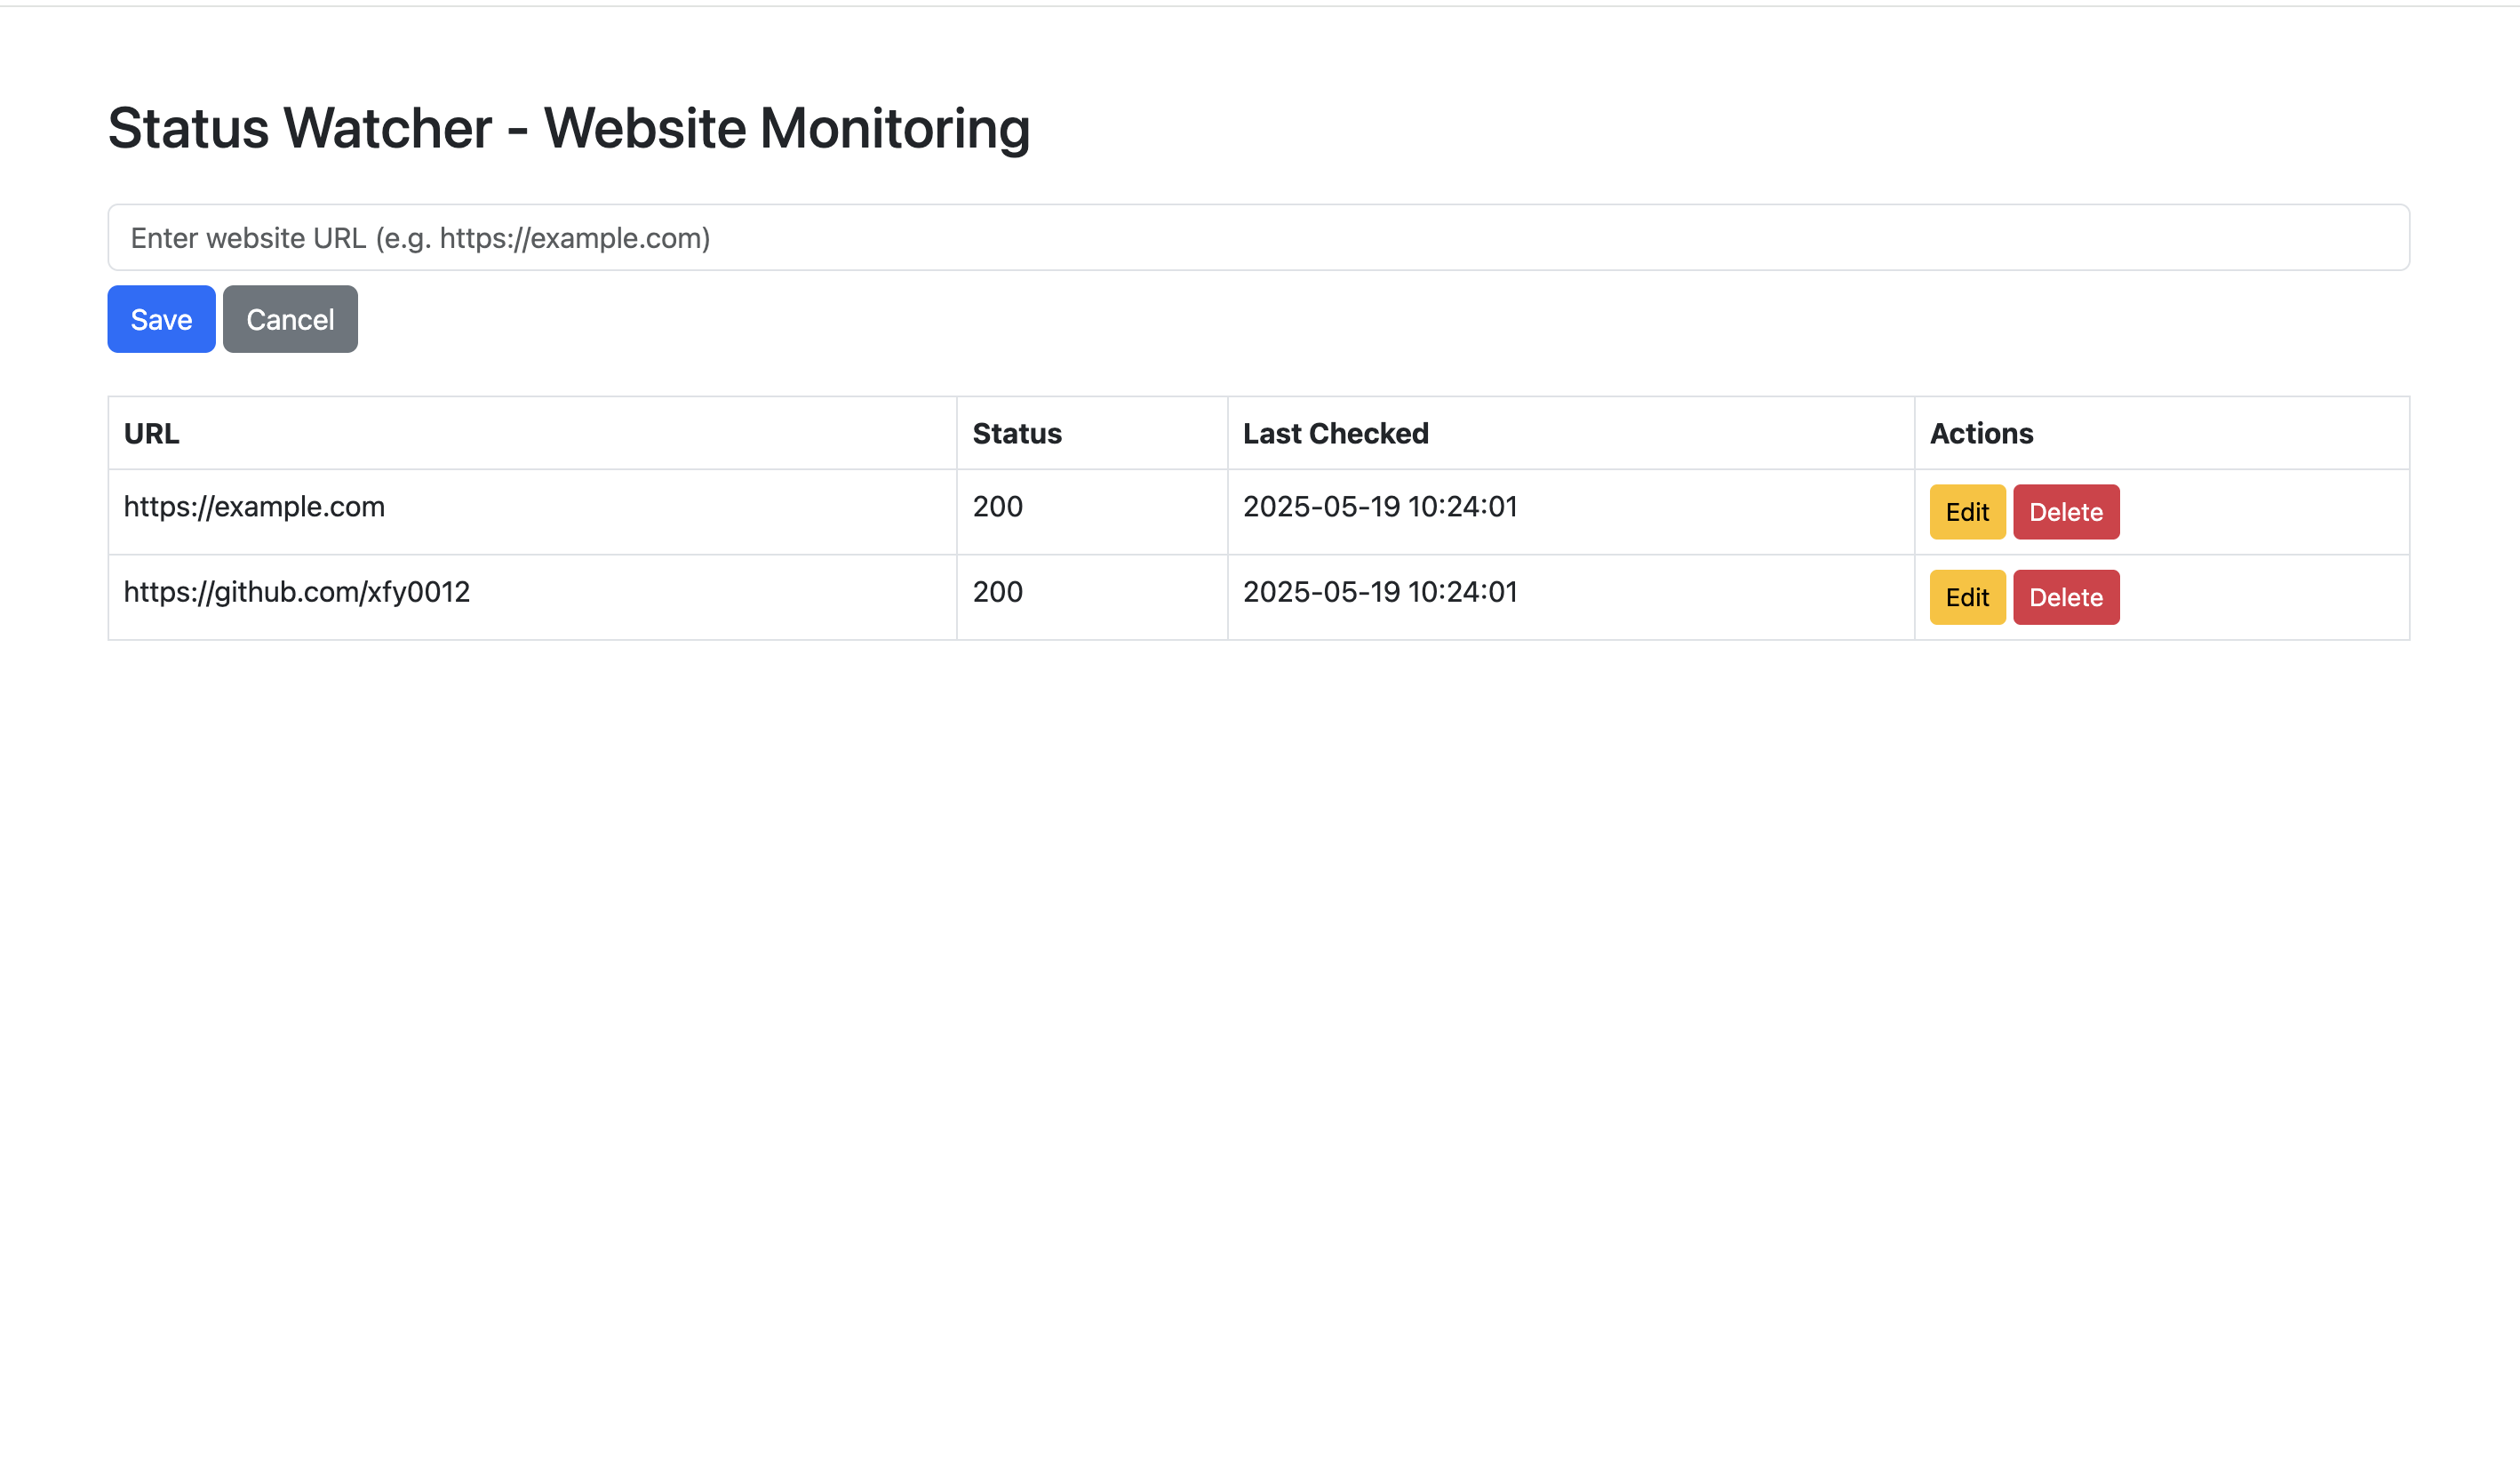 Status Watcher - Website Monitoring
Enter website URL (e.g. https://example.com)
Save Cancel
URL Status Last Checked Actions
https://example.com 200 2025-05-19 10:24:01 Edit Delete
https://github.com/xfy0012 200 2025-05-19 10:24:01 Edit Delete